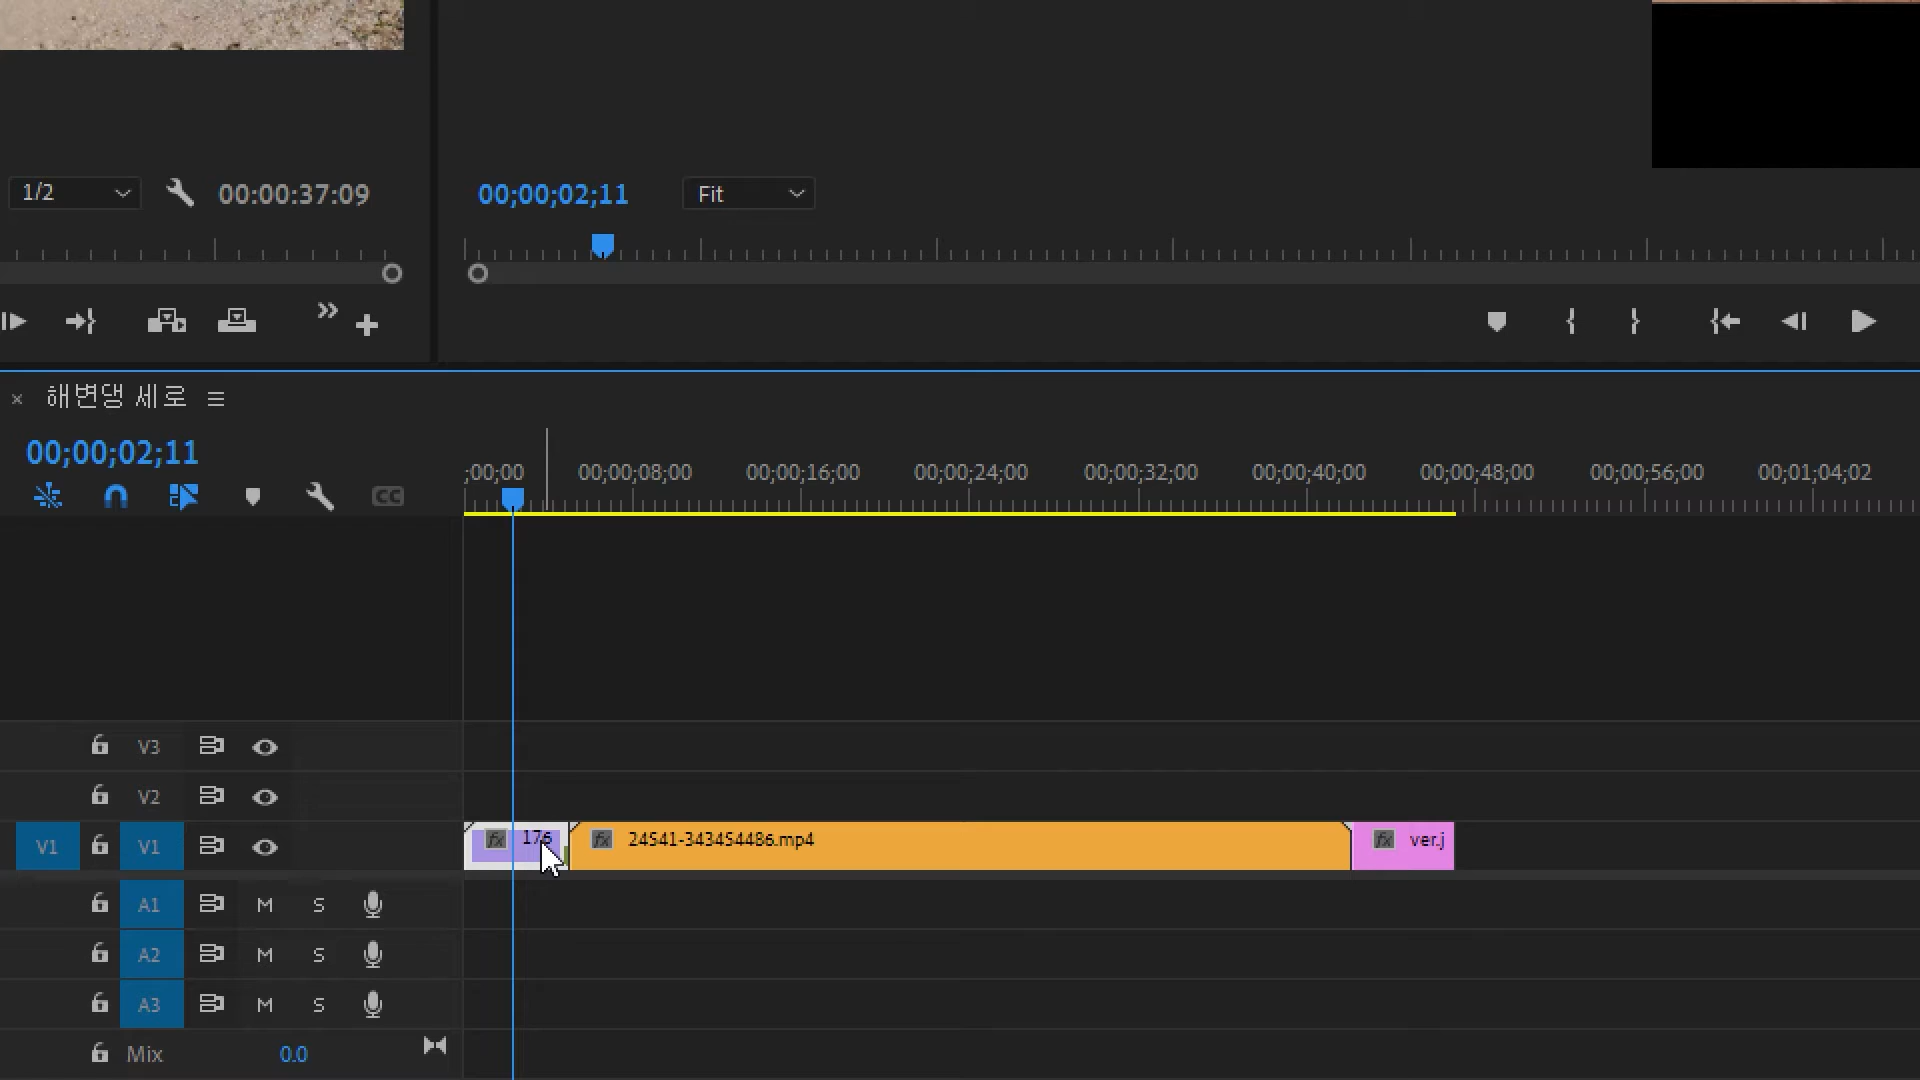 1/2
00:00:37:09
00;00;02;11
Fit
해변댕 세로
00;00;02;11
;00;00
00;00;08;00
00;00;16;00
00;00;24;00
00;00;32;00
00;00;40;00
00;00;48;00
00;00;56;00
00;01;04;02
CC
V3
V2
V1
V1
fx
fx 24541-343454486.mp4
fx ver.j
A1
M
S
A2
M
S
A3
M
S
Mix
0.0